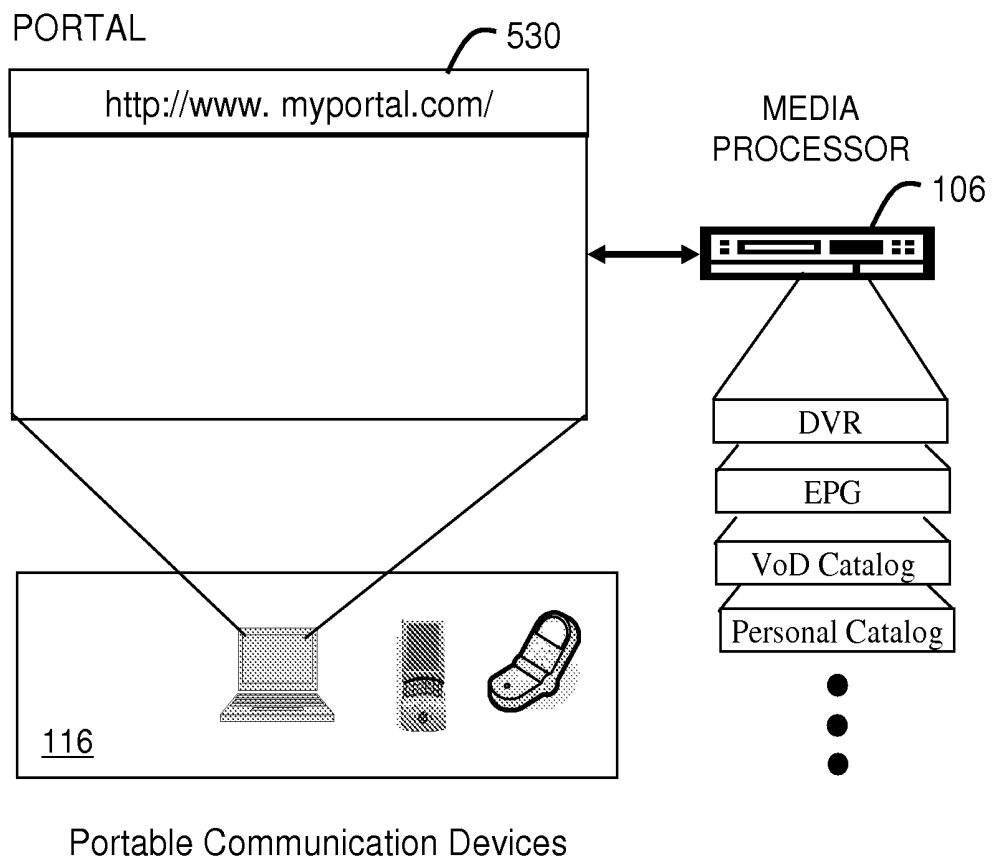 PORTAL
530
http://www. myportal.com/
MEDIA
PROCESSOR
106
DVR
EPG
VoD Catalog
Personal Catalog
116
Portable Communication Devices